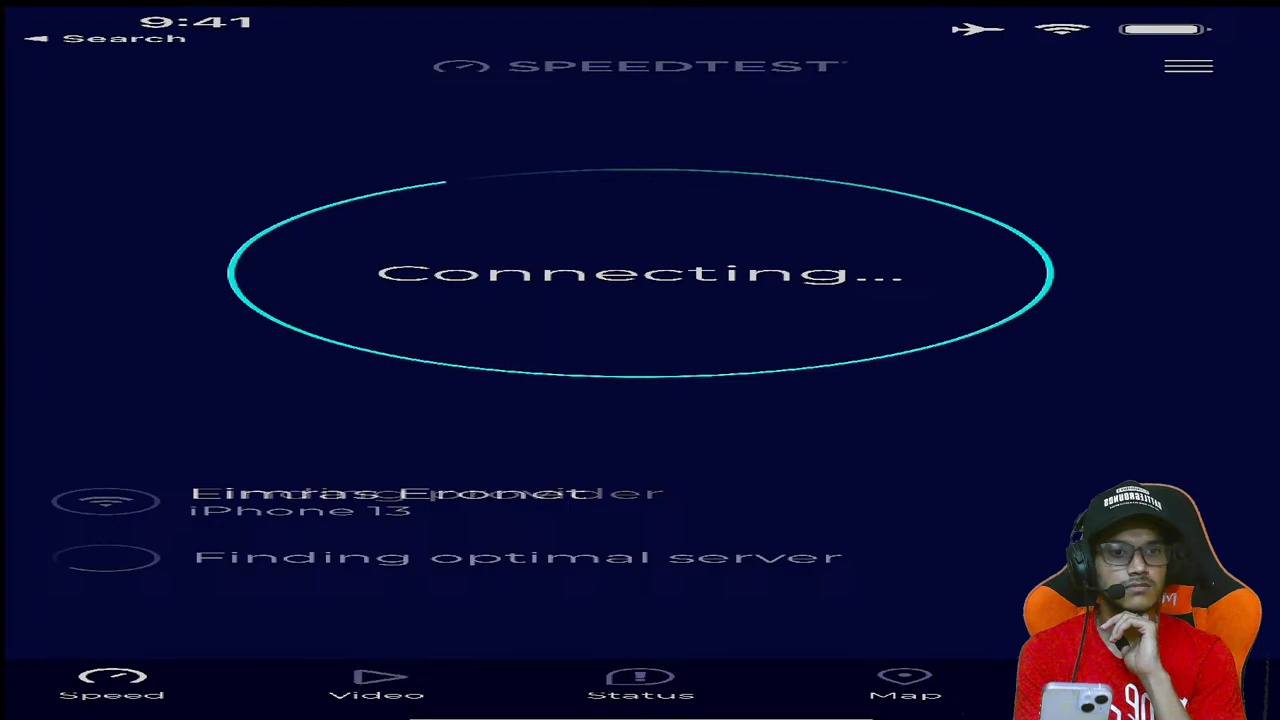 9:41
Search
SPEEDTEST
Connecting...
iPhone 13
Finding optimal server
Speed
Video
Status
Map